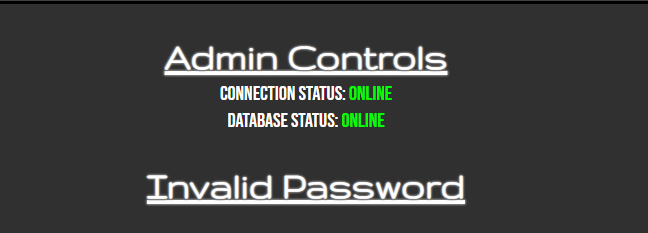 Admin Controls
CONNECTION STATUS: ONLINE
DATABASE STATUS: ONLINE
Invalid Password